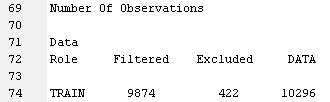 69 Number Of Observations
70
71 Data
72 Role Filtered Excluded DATA
73
74 TRAIN 9874 422 10296